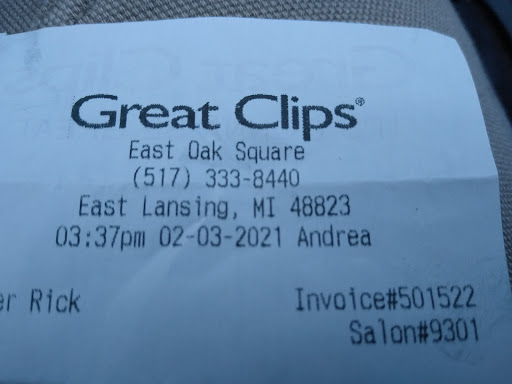 Great Clips®
East Oak Square
(517) 333-8440
East Lansing, MI 48823
03:37pm 02-03-2021 Andrea
er Rick Invoice#501522
Salon#9301